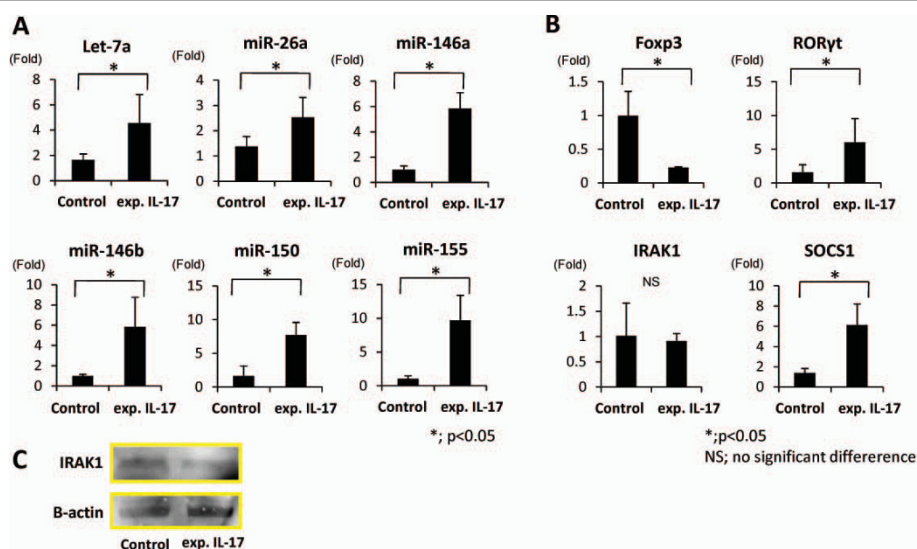 A
Let-7a
(Fold)
*
8
6
4
2
0
Control exp. IL-17
miR-26a
(Fold)
*
4
3
2
1
0
Control exp. IL-17
miR-146a
(Fold)
*
8
6
4
2
0
Control exp. IL-17
miR-146b
(Fold)
*
10
8
6
4
2
0
Control exp. IL-17
miR-150
(Fold)
*
15
10
5
0
Control exp. IL-17
miR-155
(Fold)
*
15
10
5
0
Control exp. IL-17
*; p<0.05
B
Foxp3
(Fold)
*
1.5
1
0.5
0
Control exp. IL-17
RORγt
(Fold)
*
15
10
5
0
Control exp. IL-17
IRAK1
(Fold)
NS
2
1.5
1
0.5
0
Control exp. IL-17
SOCS1
(Fold)
*
10
8
6
4
2
0
Control exp. IL-17
*;p<0.05
NS; no significant differerence
C
IRAK1
B-actin
Control exp. IL-17